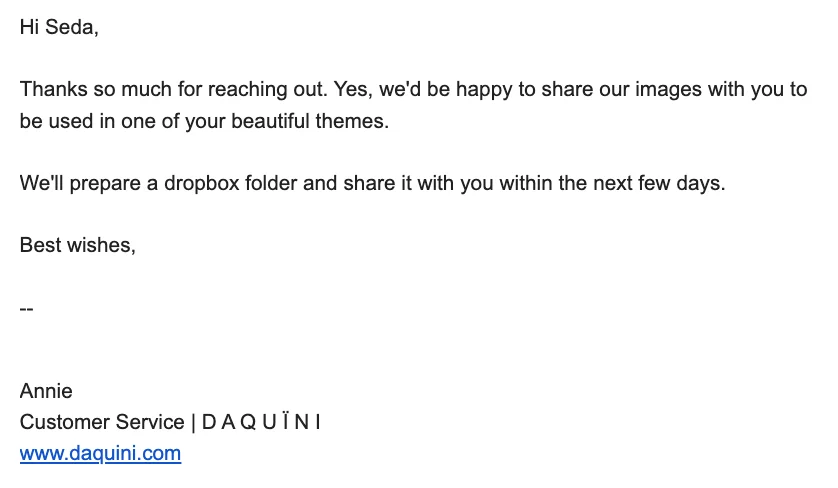 Hi Seda,
Thanks so much for reaching out. Yes, we'd be happy to share our images with you to
be used in one of your beautiful themes.
We'll prepare a dropbox folder and share it with you within the next few days.
Best wishes,
--
Annie
Customer Service | D A Q U Ï N I
www.daquini.com